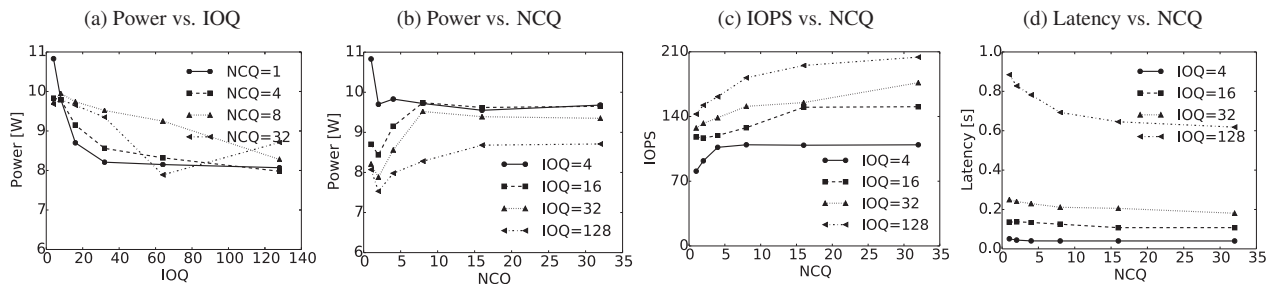 (a) Power vs. IOQ
(b) Power vs. NCQ
(c) IOPS vs. NCQ
(d) Latency vs. NCQ
Power [W]
11
10
9
8
7
6
0 20 40 60 80 100 120 140
IOQ
NCQ=1
NCQ=4
NCQ=8
NCQ=32
Power [W]
11
10
9
8
7
6
0 5 10 15 20 25 30 35
NCQ
IOQ=4
IOQ=16
IOQ=32
IOQ=128
IOPS
210
140
70
0
0 5 10 15 20 25 30 35
NCQ
IOQ=4
IOQ=16
IOQ=32
IOQ=128
Latency [s]
1.0
0.8
0.6
0.4
0.2
0.0
0 5 10 15 20 25 30 35
NCQ
IOQ=4
IOQ=16
IOQ=32
IOQ=128